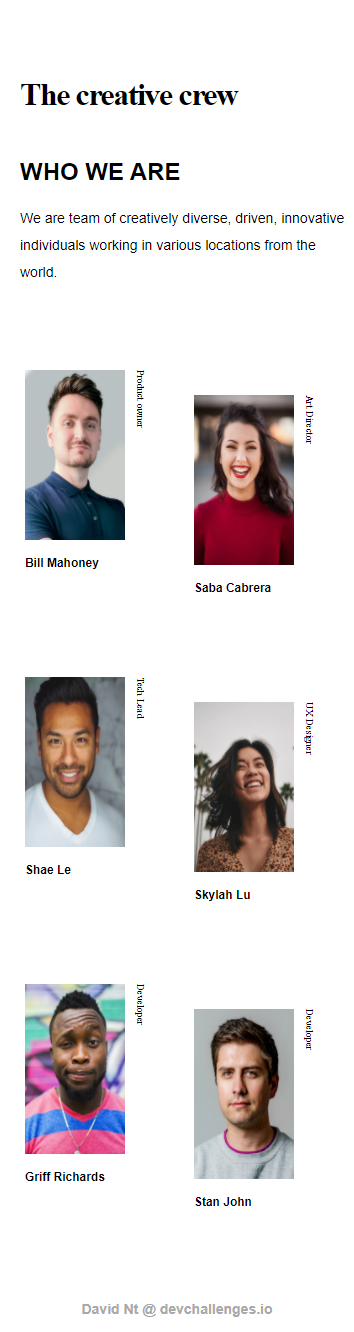 The creative crew
WHO WE ARE
We are team of creatively diverse, driven, innovative
individuals working in various locations from the
world.
Product owner
Bill Mahoney
Art Director
Saba Cabrera
Tech Lead
Shae Le
UX Designer
Skylah Lu
Developer
Griff Richards
Developer
Stan John
David Nt @ devchallenges.io